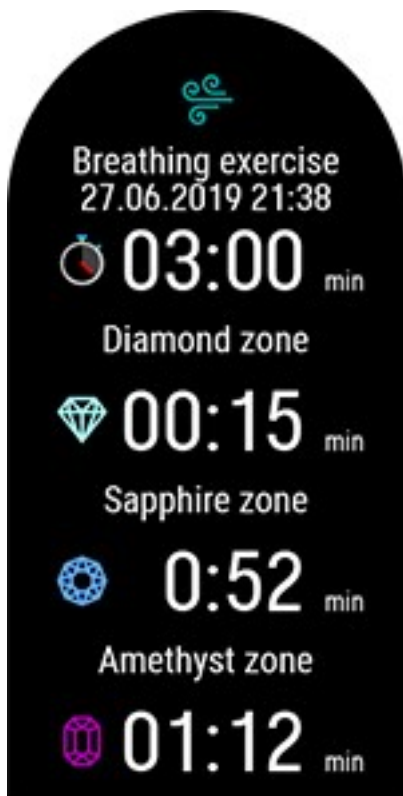 Breathing exercise
27.06.2019 21:38
03:00 min
Diamond zone
00:15 min
Sapphire zone
0:52 min
Amethyst zone
01:12 min